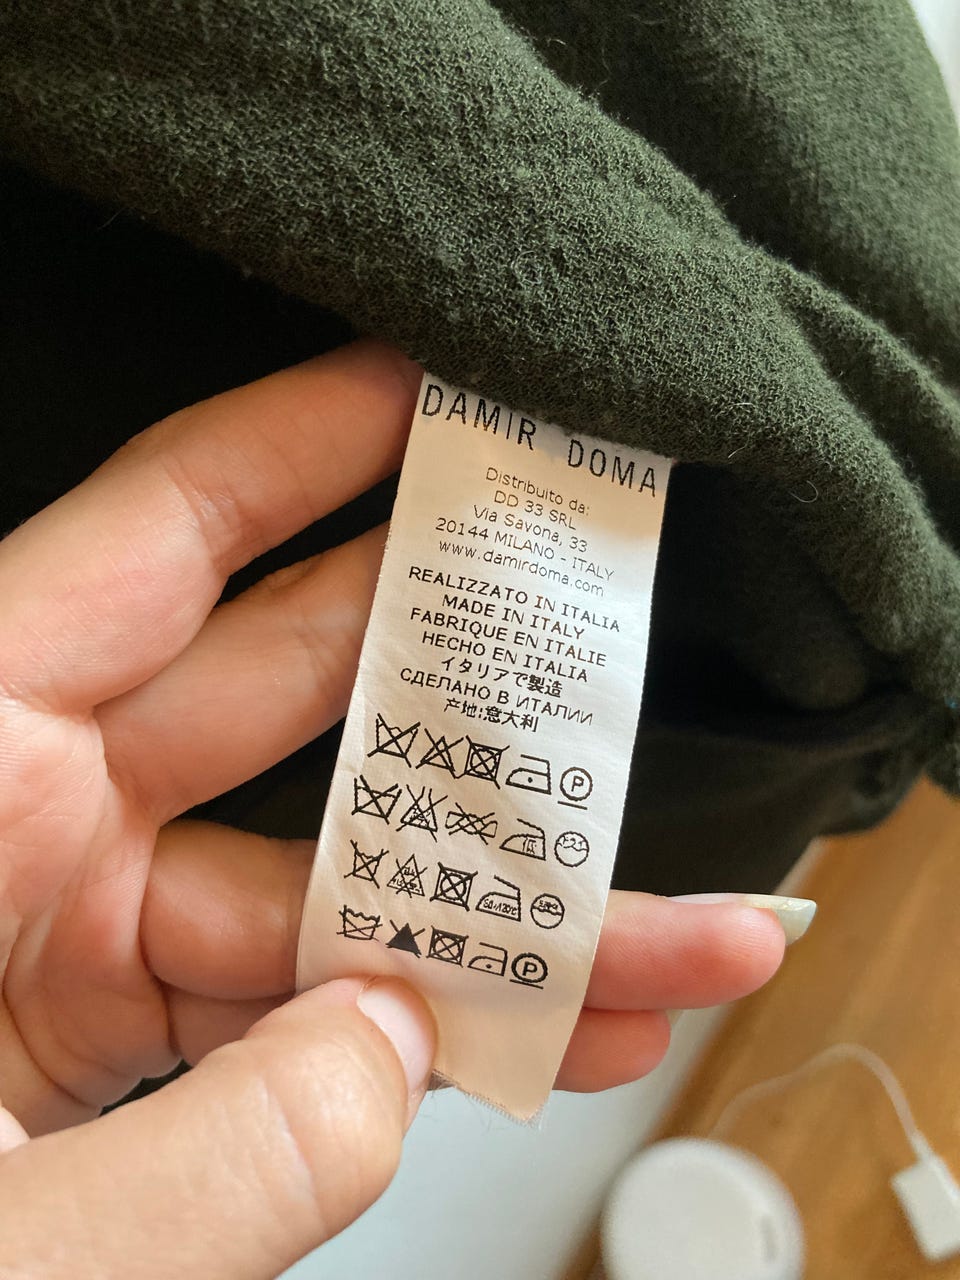 DAMIR DOMA
Distribuito da:
DD 33 SRL
Via Savona, 33
20144 MILANO - ITALY
www.damirdoma.com
REALIZZATO IN ITALIA
MADE IN ITALY
FABRIQUE EN ITALIE
HECHO EN ITALIA
イタリアで製造
СДЕЛАНО В ИТАЛИИ
产地:意大利
P
低
P